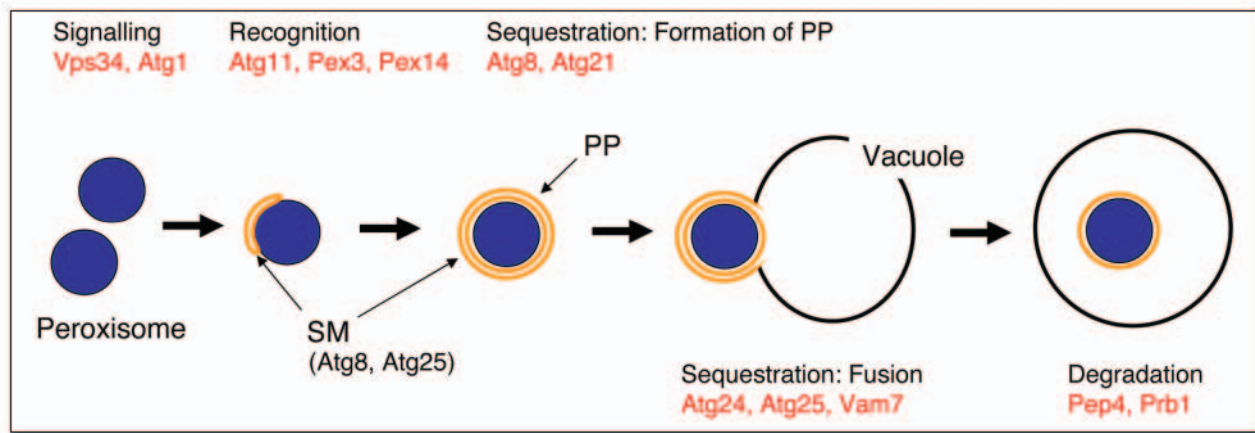 Signalling
Vps34, Atg1
Recognition
Atg11, Pex3, Pex14
Sequestration: Formation of PP
Atg8, Atg21
PP
Vacuole
Peroxisome
SM
(Atg8, Atg25)
Sequestration: Fusion
Atg24, Atg25, Vam7
Degradation
Pep4, Prb1